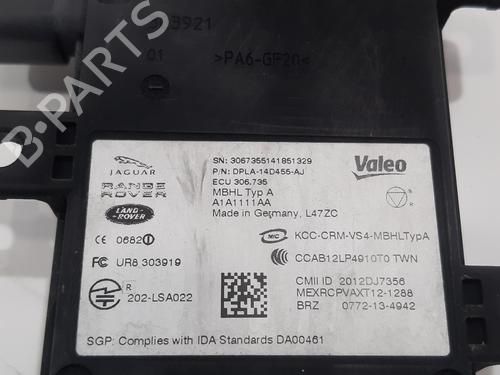 3921
01
>PA6-GF20<
SN: 3067355141851329
P/N: DPLA-14D455-AJ
ECU 306.735
MBHL Typ A
A1A1111AA
Made in Germany, L47ZC
Valeo
JAGUAR
RANGE
ROVER
LAND-ROVER
CE 0682
KCC-CRM-VS4-MBHLTypA
CCAB12LP4910T0 TWN
UR8 303919
CMII ID 2012DJ7356
MEXRCPVAXT12-1288
BRZ 0772-13-4942
R
202-LSA022
SGP: Complies with IDA Standards DA00461